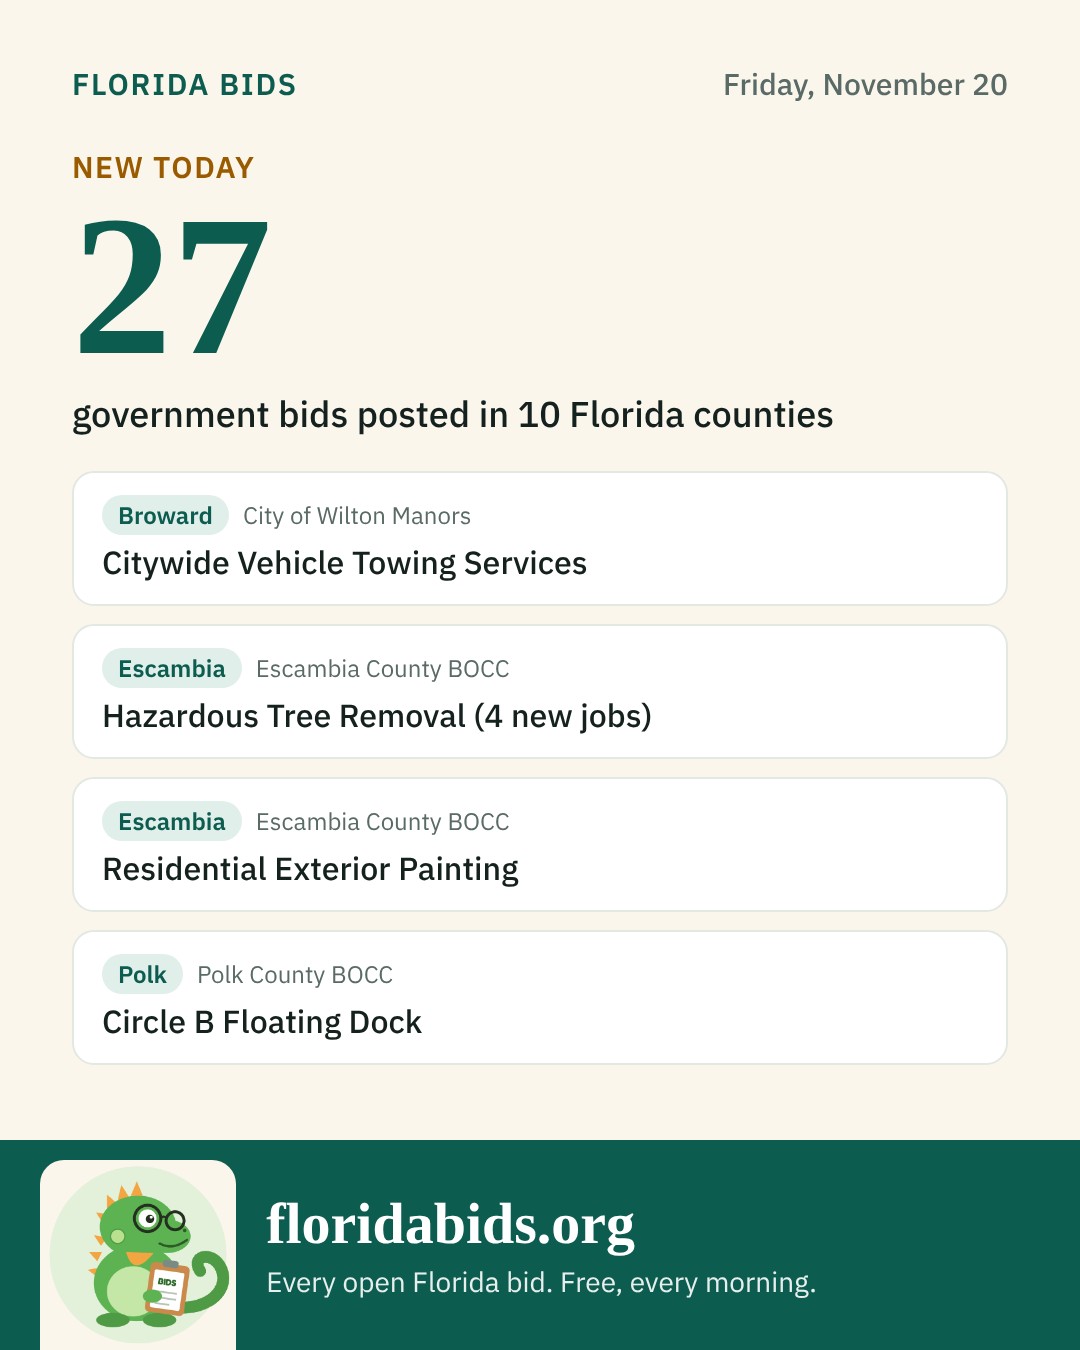 FLORIDA BIDS
Friday, November 20
NEW TODAY
27
government bids posted in 10 Florida counties
Broward City of Wilton Manors
Citywide Vehicle Towing Services
Escambia Escambia County BOCC
Hazardous Tree Removal (4 new jobs)
Escambia Escambia County BOCC
Residential Exterior Painting
Polk Polk County BOCC
Circle B Floating Dock
BIDS
floridabids.org
Every open Florida bid. Free, every morning.